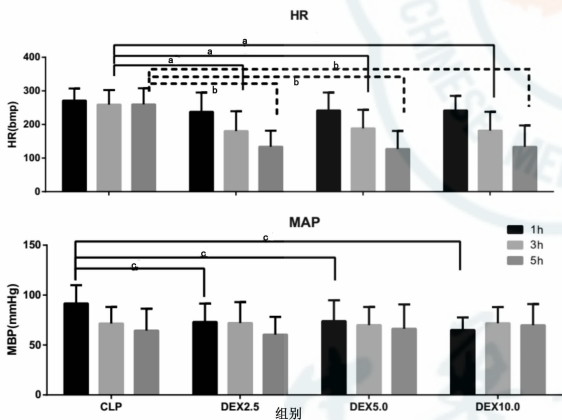 HR
HR(bmp)
400
300
200
100
0
a
a
a
b
b
b
MAP
MBP(mmHg)
150
100
50
0
c
c
c
1h
3h
5h
CLP
DEX2.5
DEX5.0
DEX10.0
组别